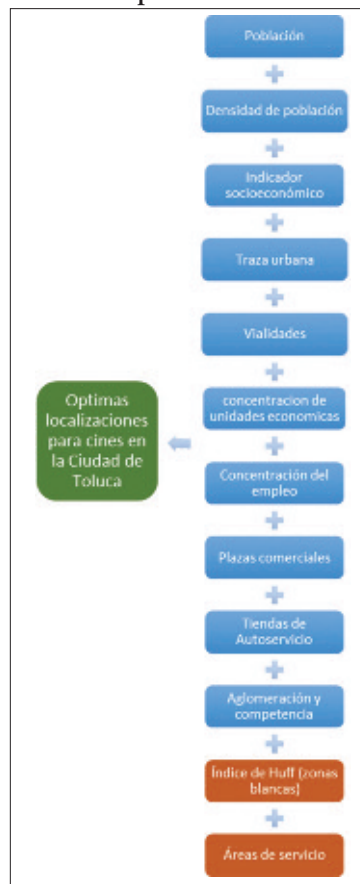 Población
Densidad de población
Indicador
socioeconómico
Traza urbana
Vialidades
concentracion de
unidades economicas
Optimas
localizaciones
para cines en
la Ciudad de
Toluca
Concentración del
empleo
Plazas comerciales
Tiendas de
Autoservicio
Aglomeración y
competencia
Índice de Huff (zonas
blancas)
Áreas de servicio